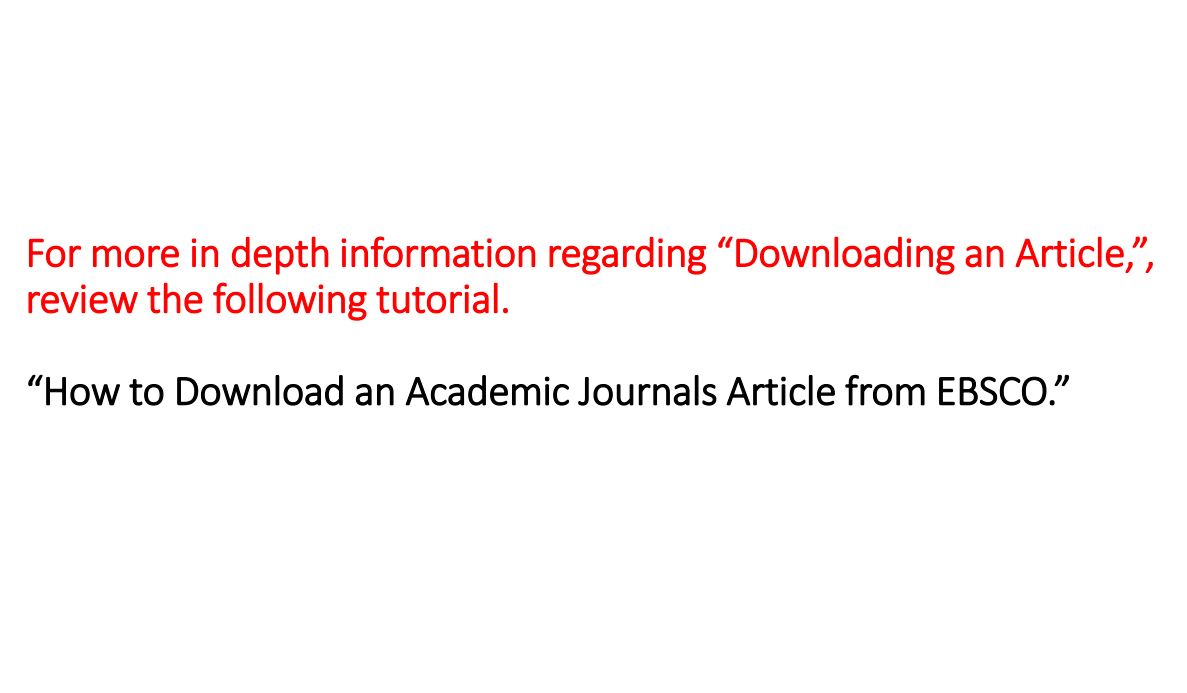 For more in depth information regarding “Downloading an Article,”,
review the following tutorial.
“How to Download an Academic Journals Article from EBSCO.”